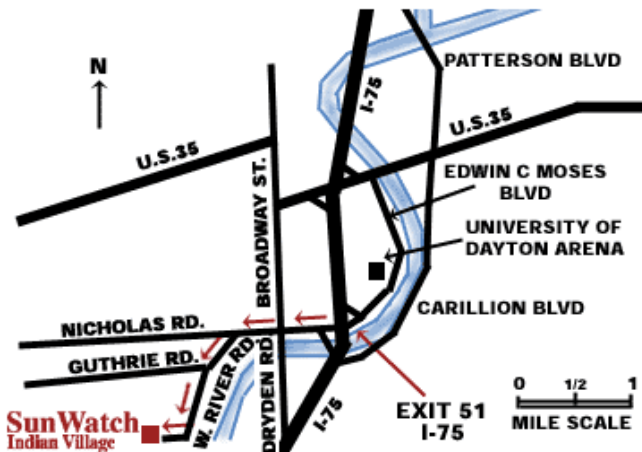 N
PATTERSON BLVD
I-75
U.S.35
U.S.35
BROADWAY ST.
EDWIN C MOSES
BLVD
UNIVERSITY OF
DAYTON ARENA
NICHOLAS RD.
CARILLION BLVD
GUTHRIE RD.
W. RIVER RD.
DRYDEN RD.
I-75
EXIT 51
I-75
0 1/2 1
MILE SCALE
SunWatch
Indian Village